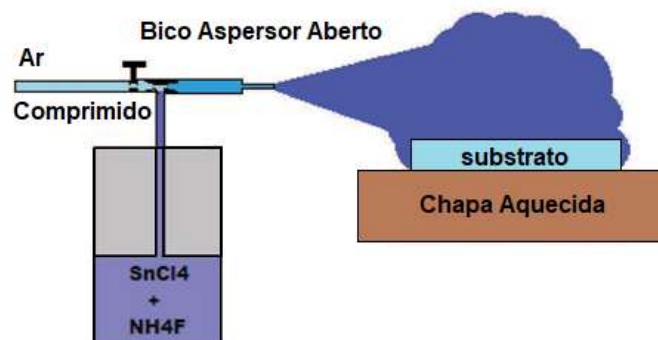 Bico Aspersor Aberto
Ar
Comprimido
substrato
Chapa Aquecida
SnCl4
+
NH4F